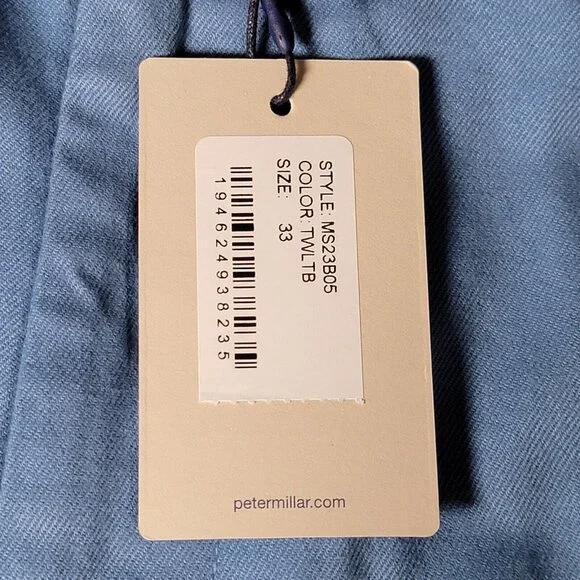 STYLE: MS23B05
COLOR: TWLTB
SIZE: 33
194624938235
petermillar.com